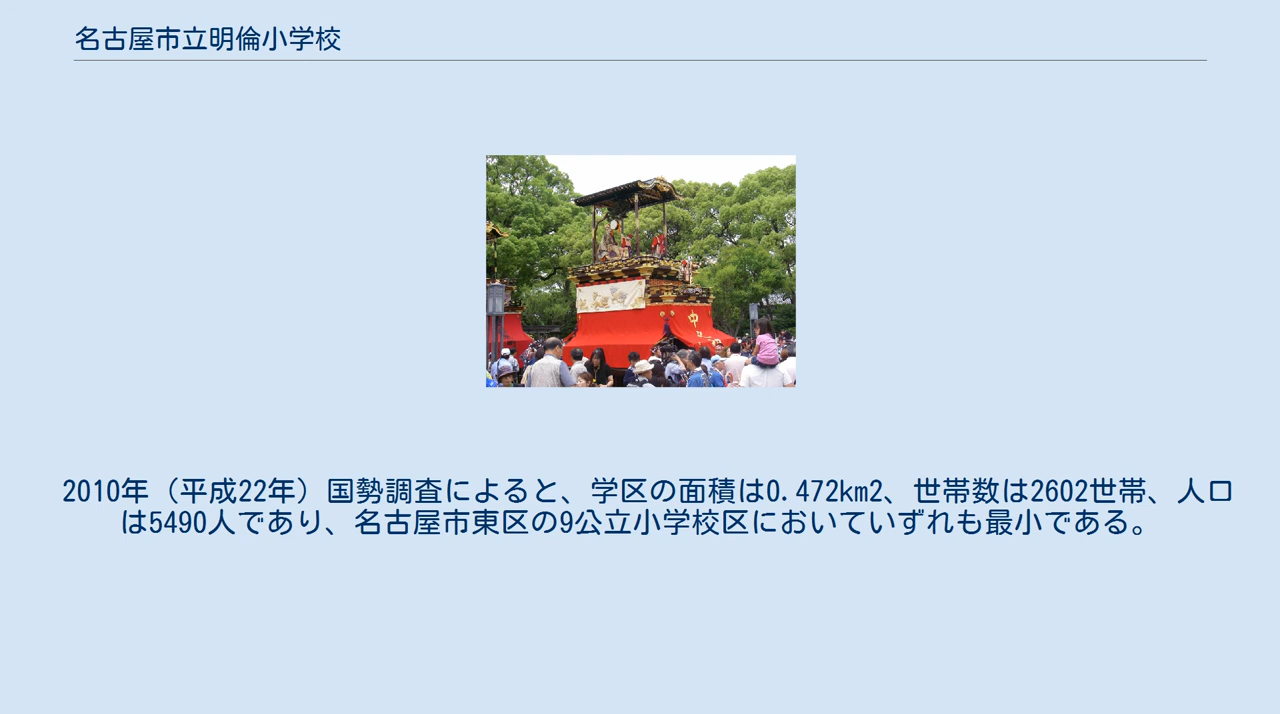 名古屋市立明倫小学校
中
2010年（平成22年）国勢調査によると、学区の面積は0.472km2、世帯数は2602世帯、人口
は5490人であり、名古屋市東区の9公立小学校区においていずれも最小である。